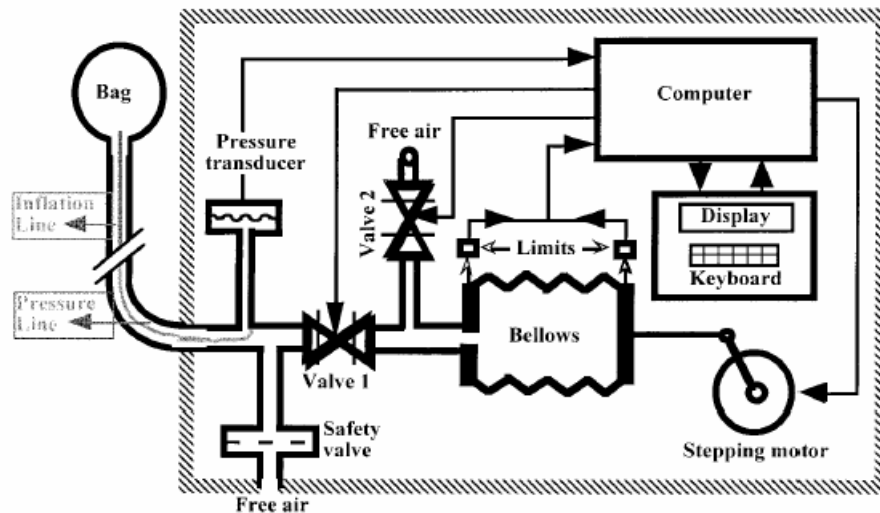 Bag
Inflation
Line
Pressure
Line
Pressure
transducer
Free air
Valve 2
Computer
Display
Keyboard
Limits
Bellows
Valve 1
Safety
valve
Free air
Stepping motor